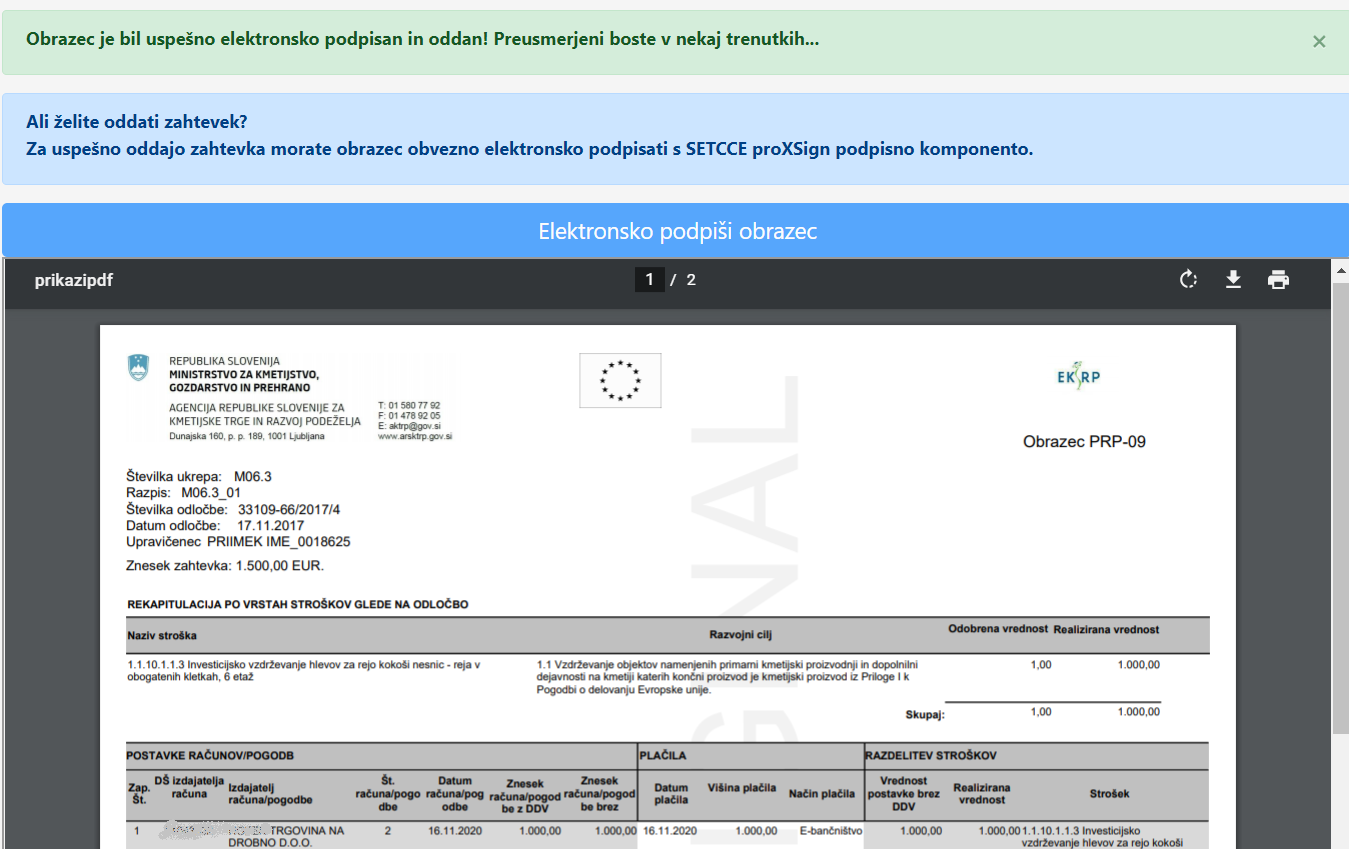 Obrazec je bil uspešno elektronsko podpisan in oddan! Preusmerjeni boste v nekaj trenutkih...
×
Ali želite oddati zahtevek?
Za uspešno oddajo zahtevka morate obrazec obvezno elektronsko podpisati s SETCCE proXSign podpisno komponento.
Elektronsko podpiši obrazec
prikazipdf
1 / 2
REPUBLIKA SLOVENIJA
MINISTRSTVO ZA KMETIJSTVO,
GOZDARSTVO IN PREHRANO
AGENCIJA REPUBLIKE SLOVENIJE ZA
KMETIJSKE TRGE IN RAZVOJ PODEŽELJA
Dunajska 160, p. p. 189, 1001 Ljubljana
T: 01 580 77 92
F: 01 478 92 05
E: aktrp@gov.si
www.arsktrp.gov.si
EKSRP
Obrazec PRP-09
Številka ukrepa: M06.3
Razpis: M06.3_01
Številka odločbe: 33109-66/2017/4
Datum odločbe: 17.11.2017
Upravičenec PRIIMEK IME_0018625
Znesek zahtevka: 1.500,00 EUR.
REKAPITULACIJA PO VRSTAH STROŠKOV GLEDE NA ODLOČBO
Naziv stroška Razvojni cilj Odobrena vrednost Realizirana vrednost
1.1.10.1.1.3 Investicijsko vzdrževanje hlevov za rejo kokoši nesnic - reja v
obogatenih kletkah, 6 etaž
1.1 Vzdrževanje objektov namenjenih primarni kmetijski proizvodnji in dopolnilni
dejavnosti na kmetiji katerih končni proizvod je kmetijski proizvod iz Priloge I k
Pogodbi o delovanju Evropske unije.
1,00 1.000,00
Skupaj: 1,00 1.000,00
POSTAVKE RAČUNOV/POGODB PLAČILA RAZDELITEV STROŠKOV
Zap.
Št.
DŠ izdajatelja
računa
Izdajatelj
računa/pogodbe
Št.
računa/pogo
dbe
Datum
računa/pog
odbe
Znesek
računa/pogod
be z DDV
Znesek
računa/pogod
be brez
Datum
plačila
Višina plačila
Način plačila
Vrednost
postavke brez
DDV
Realizirana
vrednost
Strošek
1 TRGOVINA NA 2 16.11.2020 1.000,00 1.000,00 16.11.2020 1.000,00 E-bančništvo 1.000,00 1.000,00 1.1.10.1.1.3 Investicijsko
DROBNO D.O.O. vzdrževanje hlevov za rejo kokoši